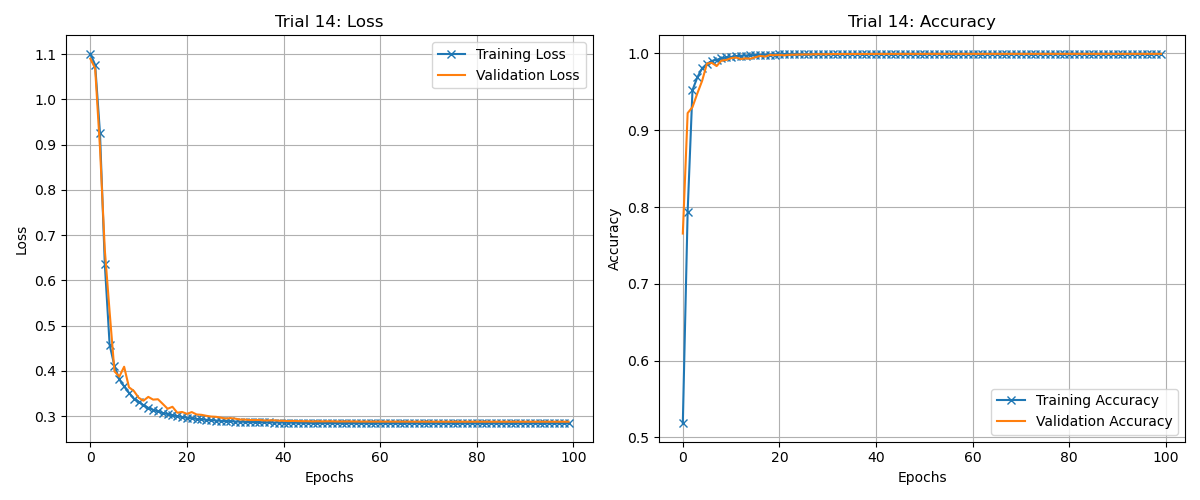 Trial 14: Loss
1.1
1.0
0.9
0.8
0.7
0.6
0.5
0.4
0.3
Loss
0
20
40
60
80
100
Epochs
Training Loss
Validation Loss
Trial 14: Accuracy
1.0
0.9
0.8
0.7
0.6
0.5
Accuracy
0
20
40
60
80
100
Epochs
Training Accuracy
Validation Accuracy